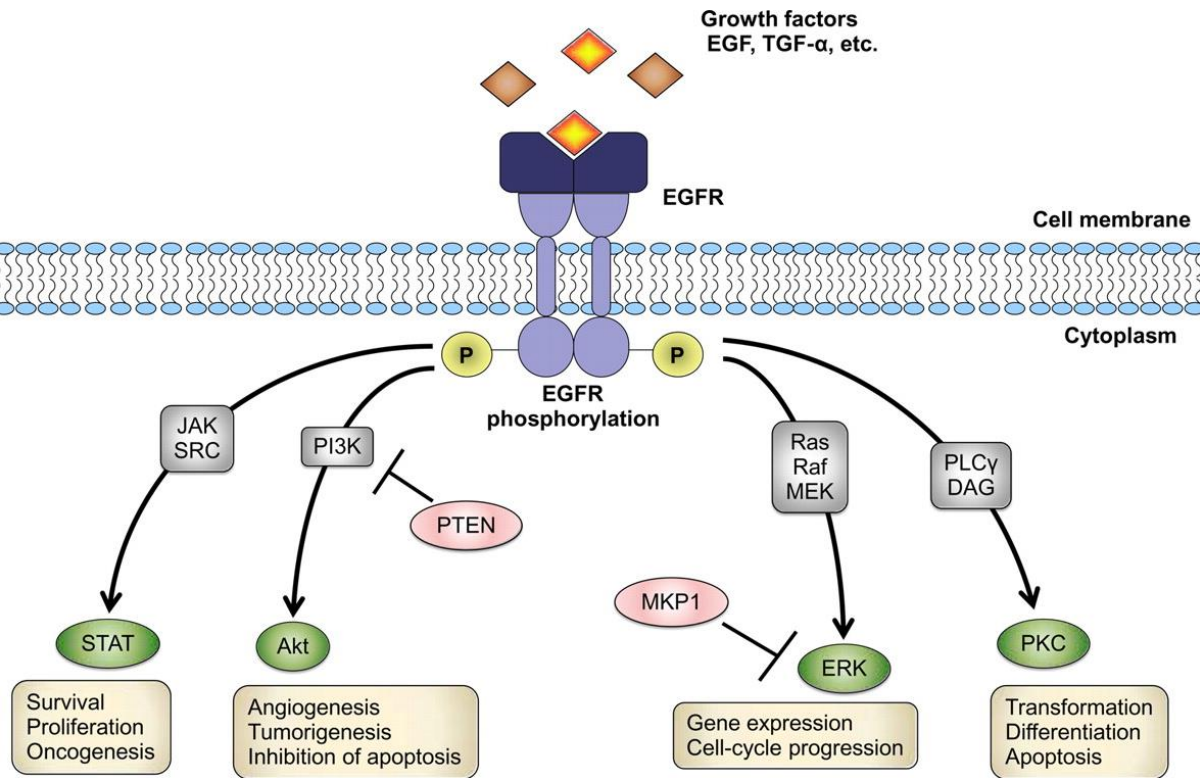 Growth factors
EGF, TGF-α, etc.
EGFR
Cell membrane
Cytoplasm
P
P
EGFR
phosphorylation
JAK
SRC
PI3K
PTEN
Ras
Raf
MEK
PLCγ
DAG
MKP1
STAT
Akt
ERK
PKC
Survival
Proliferation
Oncogenesis
Angiogenesis
Tumorigenesis
Inhibition of apoptosis
Gene expression
Cell-cycle progression
Transformation
Differentiation
Apoptosis